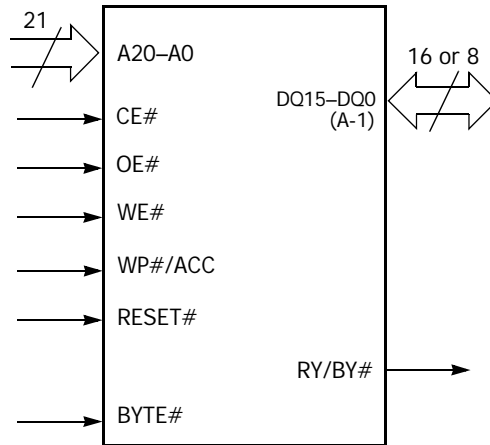 21
A20–A0
16 or 8
DQ15–DQ0
(A-1)
CE#
OE#
WE#
WP#/ACC
RESET#
RY/BY#
BYTE#